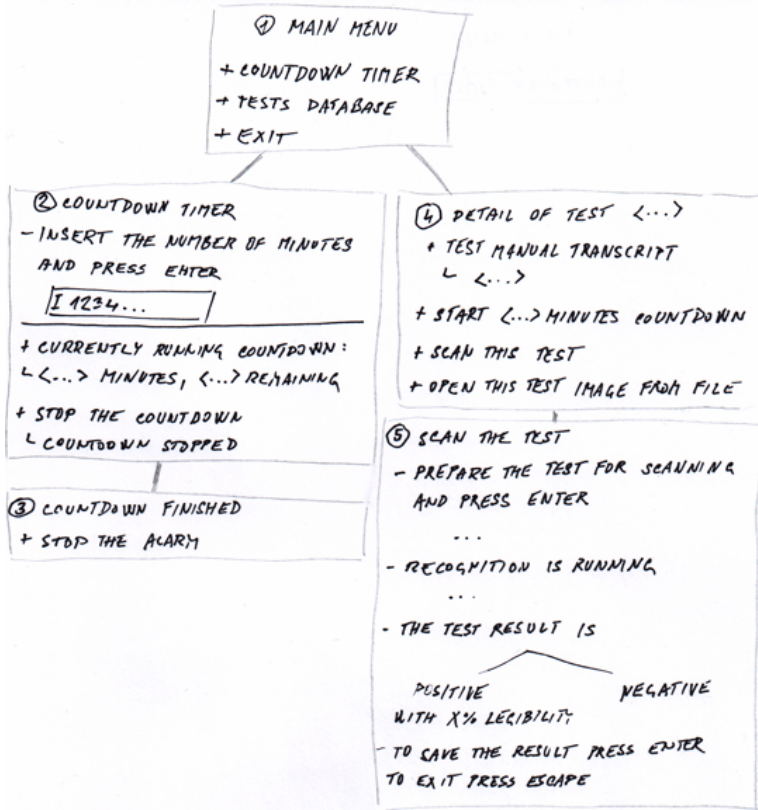 ① MAIN MENU
+ COUNTDOWN TIMER
+ TESTS DATABASE
+ EXIT
② COUNTDOWN TIMER
- INSERT THE NUMBER OF MINUTES
AND PRESS ENTER
I 1234...
+ CURRENTLY RUNNING COUNTDOWN:
└ <...> MINUTES, <...> REMAINING
+ STOP THE COUNTDOWN
└ COUNTDOWN STOPPED
③ COUNTDOWN FINISHED
+ STOP THE ALARM
④ DETAIL OF TEST <...>
+ TEST MANUAL TRANSCRIPT
└ <...>
+ START <...> MINUTES COUNTDOWN
+ SCAN THIS TEST
+ OPEN THIS TEST IMAGE FROM FILE
⑤ SCAN THE TEST
- PREPARE THE TEST FOR SCANNING
AND PRESS ENTER
...
- RECOGNITION IS RUNNING
...
- THE TEST RESULT IS
POSITIVE NEGATIVE
WITH X% LEGIBILITY
- TO SAVE THE RESULT PRESS ENTER
TO EXIT PRESS ESCAPE